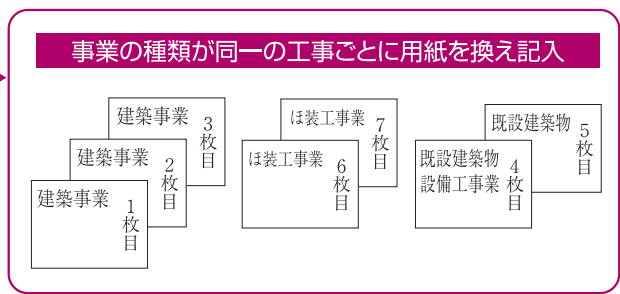 事業の種類が同一の工事ごとに用紙を換え記入
建築事業
3枚目
建築事業
2枚目
建築事業
1枚目
ほ装工事業
7枚目
ほ装工事業
6枚目
既設建築物
5枚目
既設建築物
設備工事業
4枚目